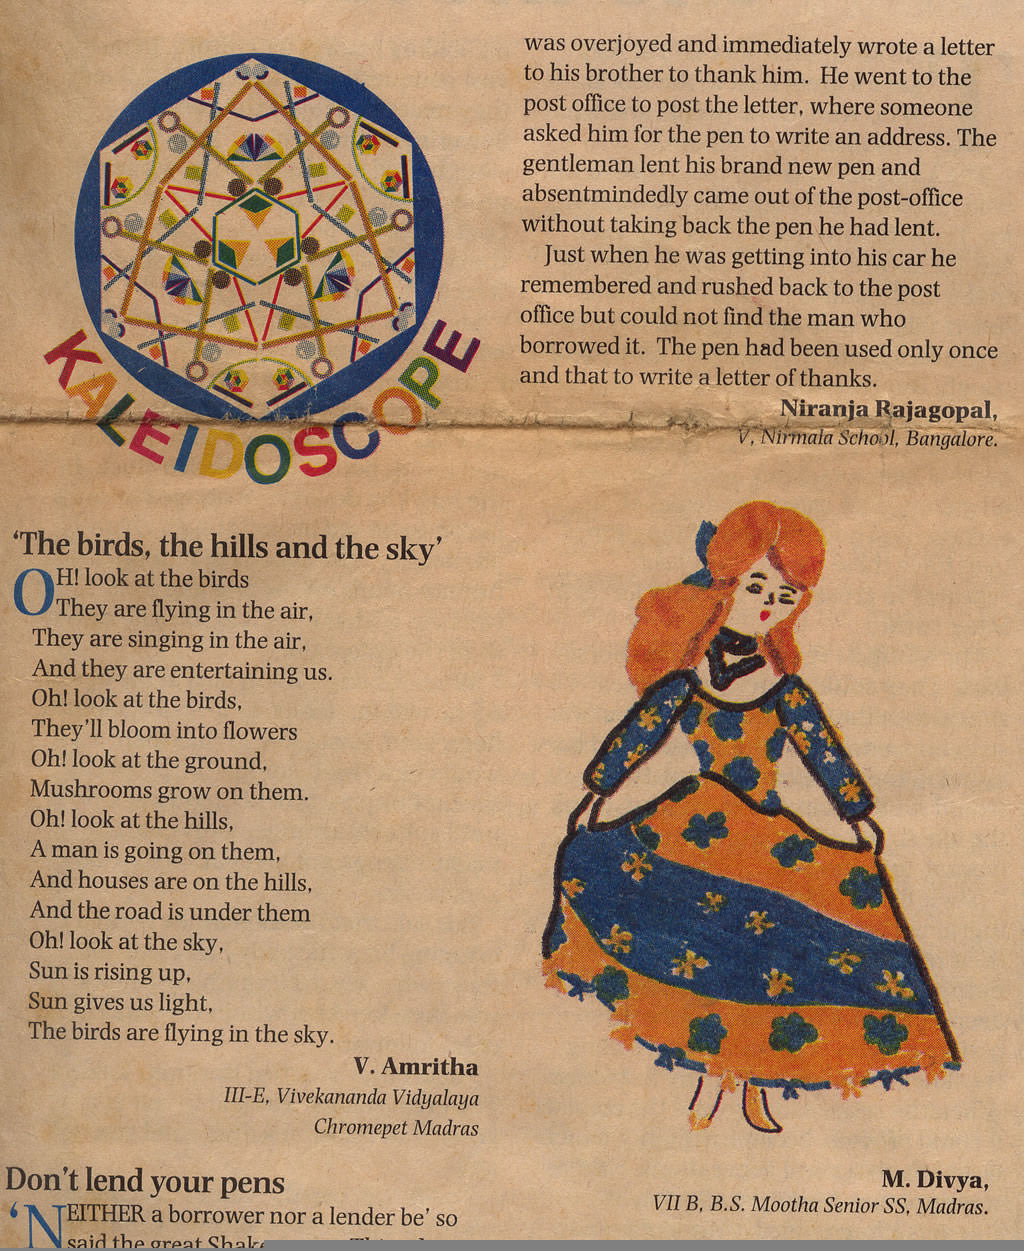 KALEIDOSCOPE
'The birds, the hills and the sky'
OH! look at the birds
They are flying in the air,
They are singing in the air,
And they are entertaining us.
Oh! look at the birds,
They'll bloom into flowers
Oh! look at the ground,
Mushrooms grow on them.
Oh! look at the hills,
A man is going on them,
And houses are on the hills,
And the road is under them
Oh! look at the sky,
Sun is rising up,
Sun gives us light,
The birds are flying in the sky.
V. Amritha
III-E, Vivekananda Vidyalaya
Chromepet Madras
Don't lend your pens
'NEITHER a borrower nor a lender be' so
said the great
was overjoyed and immediately wrote a letter
to his brother to thank him. He went to the
post office to post the letter, where someone
asked him for the pen to write an address. The
gentleman lent his brand new pen and
absentmindedly came out of the post-office
without taking back the pen he had lent.
Just when he was getting into his car he
remembered and rushed back to the post
office but could not find the man who
borrowed it. The pen had been used only once
and that to write a letter of thanks.
Niranja Rajagopal,
V, Nirmala School, Bangalore.
M. Divya,
VII B, B.S. Mootha Senior SS, Madras.